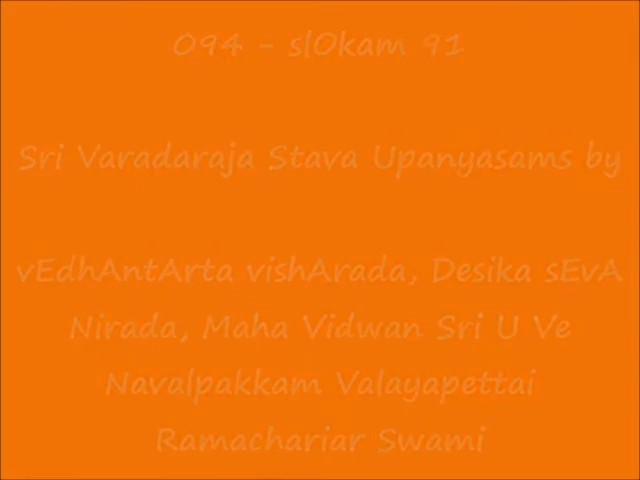 094 - slOkam 91
Sri Varadaraja Stava Upanyasams by
vEdhAntArta vishArada, Desika sEvA
Nirada, Maha Vidwan Sri U Ve
Navalpakkam Valayapettai
Ramachariar Swami